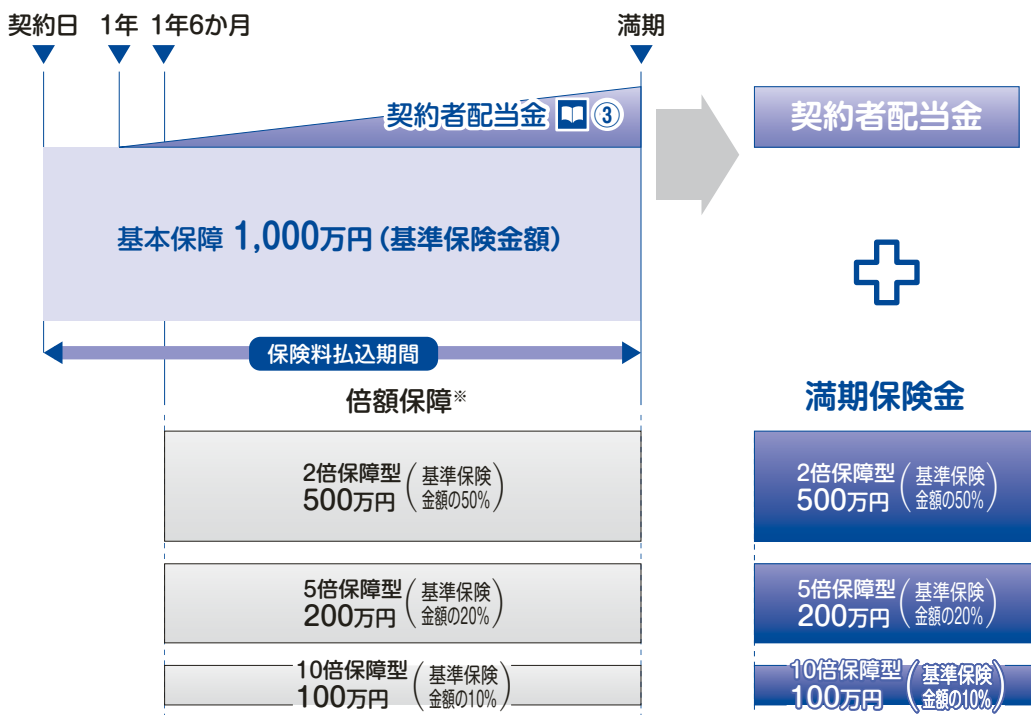 契約日 1年 1年6か月 満期
契約者配当金 ③
契約者配当金
基本保障 1,000万円(基準保険金額)
保険料払込期間
倍額保障※
満期保険金
2倍保障型
500万円
(基準保険
金額の50%)
2倍保障型
500万円
(基準保険
金額の50%)
5倍保障型
200万円
(基準保険
金額の20%)
5倍保障型
200万円
(基準保険
金額の20%)
10倍保障型
100万円
(基準保険
金額の10%)
10倍保障型
100万円
(基準保険
金額の10%)